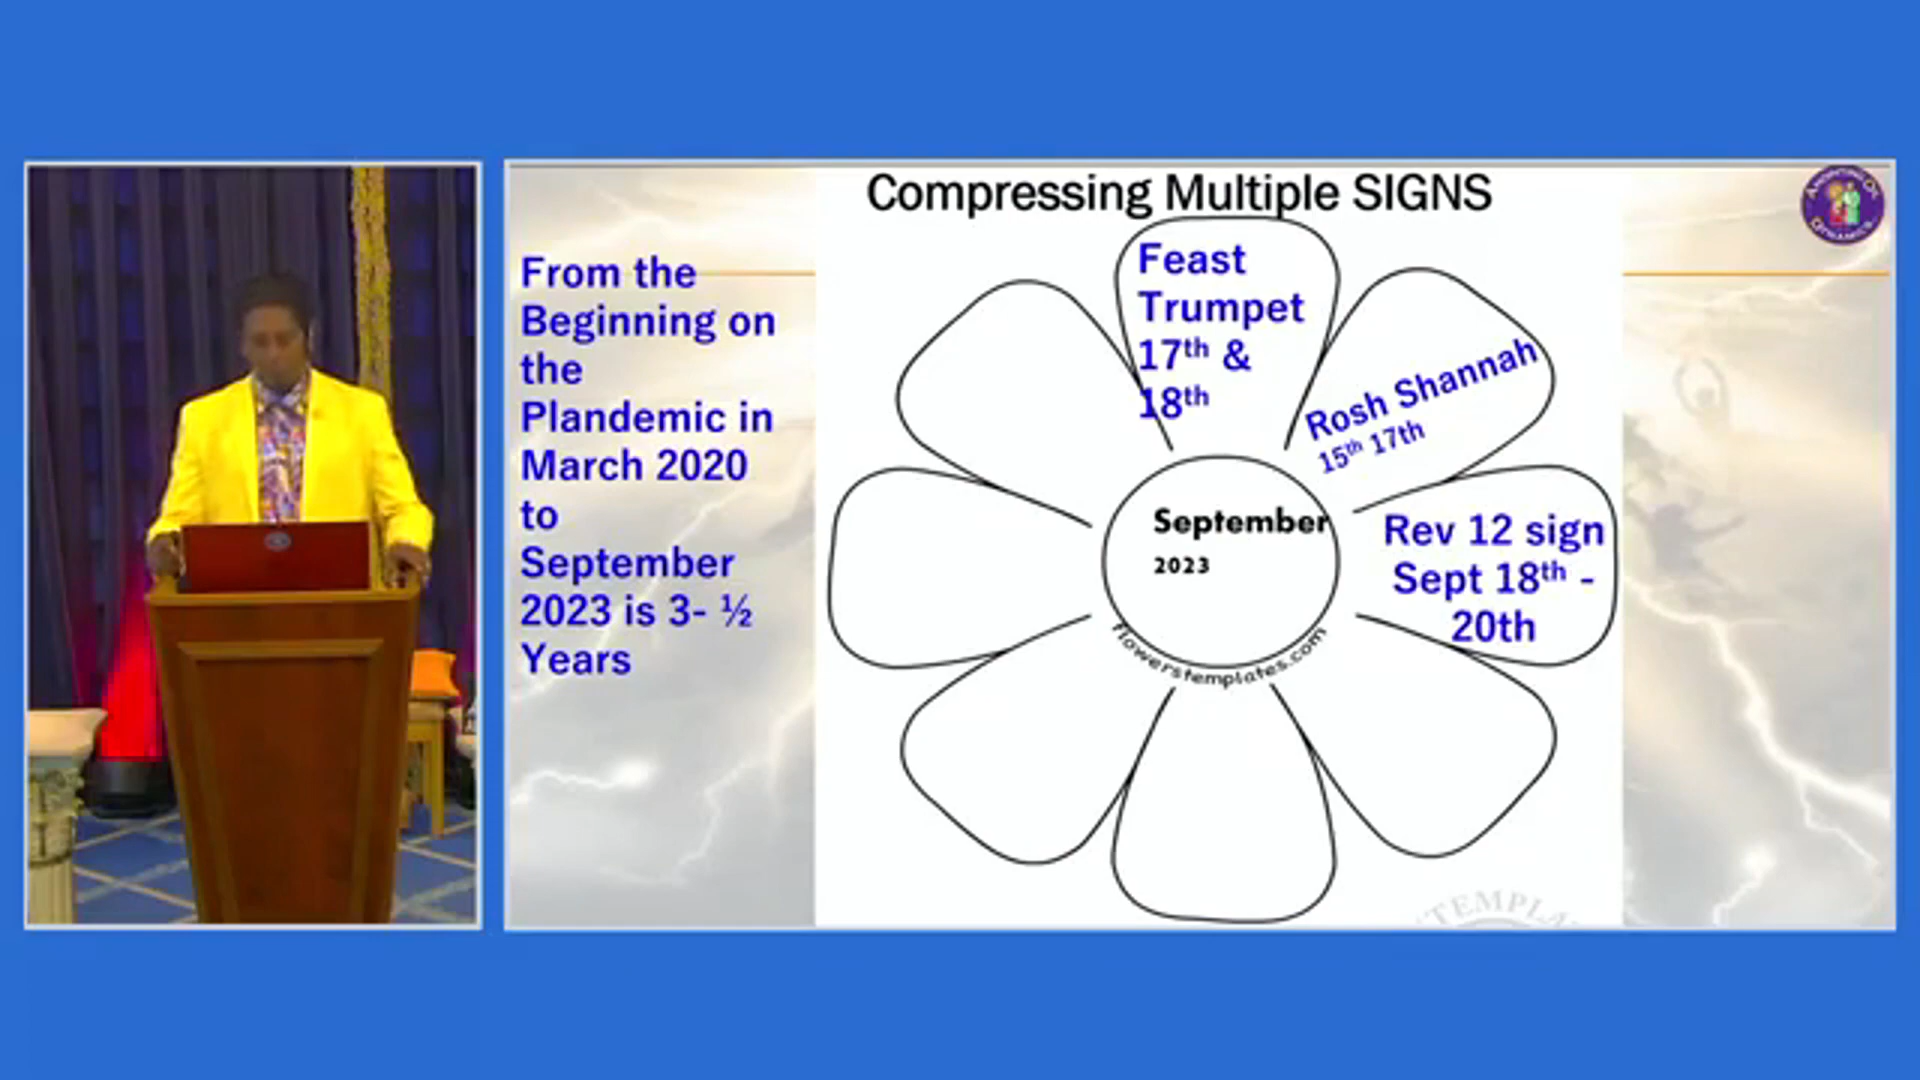 Compressing Multiple SIGNS
From the
Beginning on
the
Plandemic in
March 2020
to
September
2023 is 3- ½
Years
Feast
Trumpet
17th &
18th
Rosh Shannah
15th 17th
Rev 12 sign
Sept 18th -
20th
September
2023
flowerstemplates.com